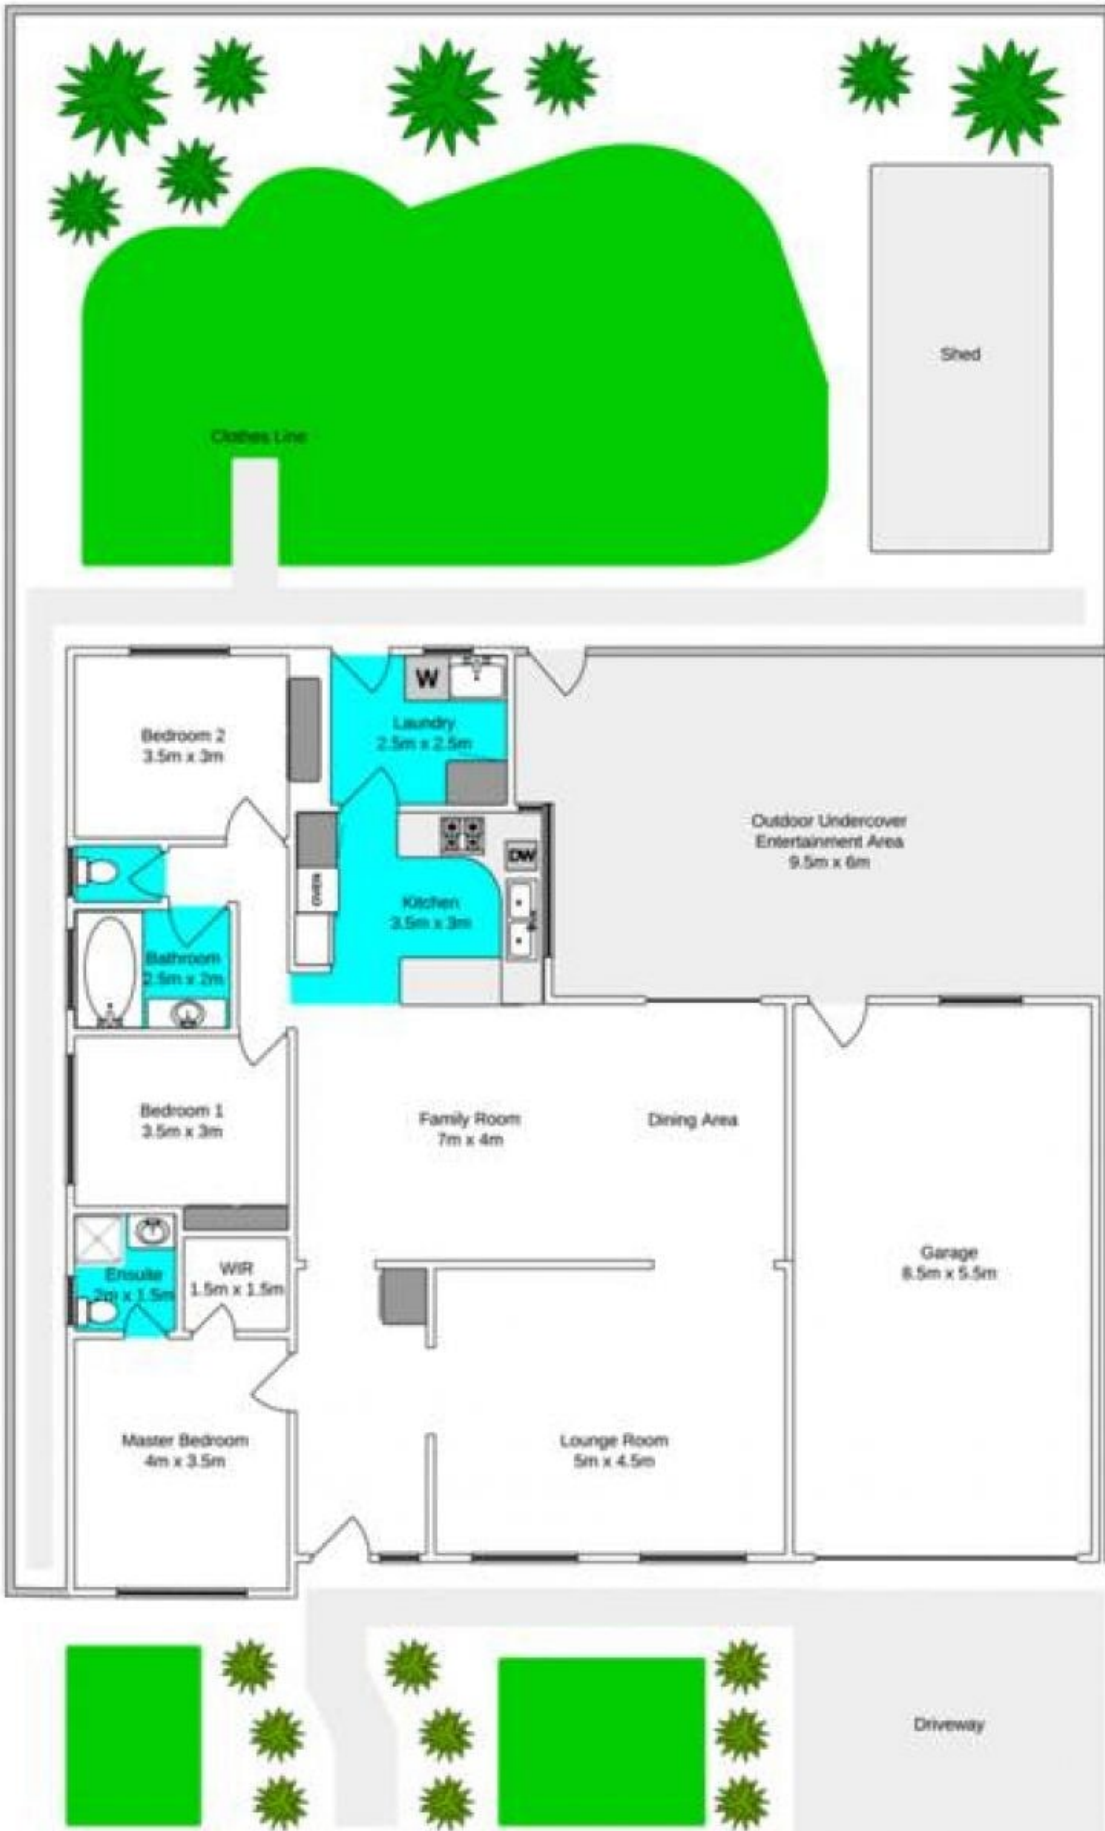 Shed
Clothes Line
W
Bedroom 2
3.5m x 3m
Laundry
2.5m x 2.5m
Outdoor Undercover
Entertainment Area
9.5m x 6m
DW
OVEN
Kitchen
3.5m x 3m
Bathroom
2.5m x 2m
Bedroom 1
3.5m x 3m
Family Room
7m x 4m
Dining Area
Ensuite
2m x 1.5m
WIR
1.5m x 1.5m
Garage
8.5m x 5.5m
Master Bedroom
4m x 3.5m
Lounge Room
5m x 4.5m
Driveway